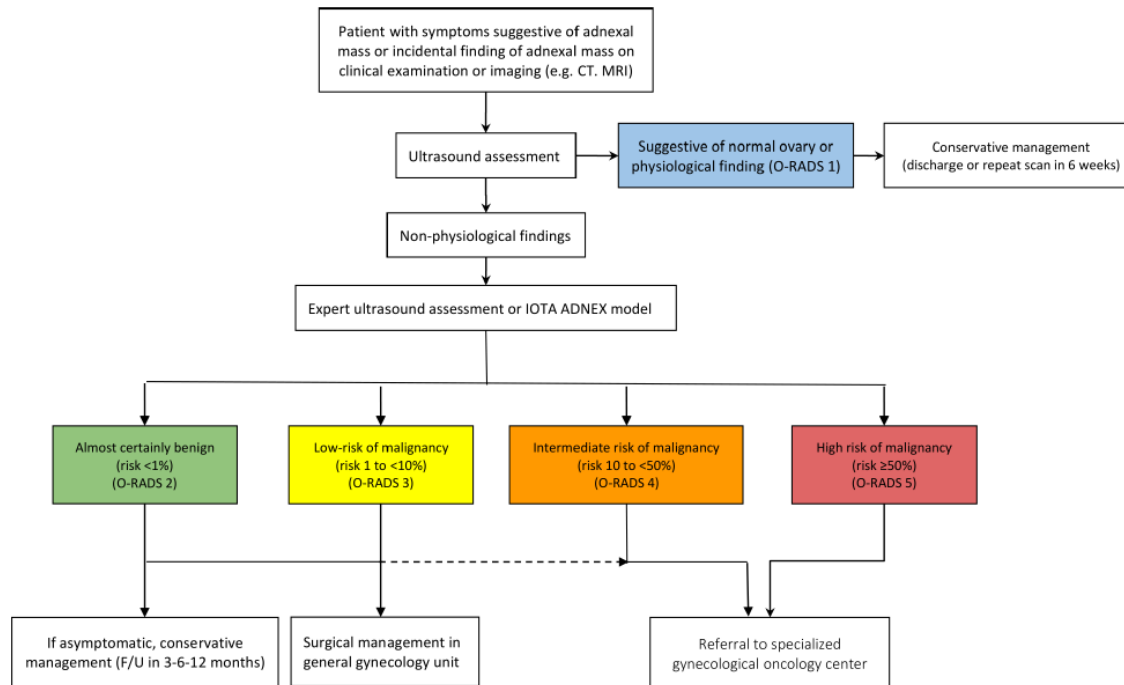 Patient with symptoms suggestive of adnexal
mass or incidental finding of adnexal mass on
clinical examination or imaging (e.g. CT. MRI)
Ultrasound assessment
Suggestive of normal ovary or
physiological finding (O-RADS 1)
Conservative management
(discharge or repeat scan in 6 weeks)
Non-physiological findings
Expert ultrasound assessment or IOTA ADNEX model
Almost certainly benign
(risk <1%)
(O-RADS 2)
Low-risk of malignancy
(risk 1 to <10%)
(O-RADS 3)
Intermediate risk of malignancy
(risk 10 to <50%)
(O-RADS 4)
High risk of malignancy
(risk ≥50%)
(O-RADS 5)
If asymptomatic, conservative
management (F/U in 3-6-12 months)
Surgical management in
general gynecology unit
Referral to specialized
gynecological oncology center